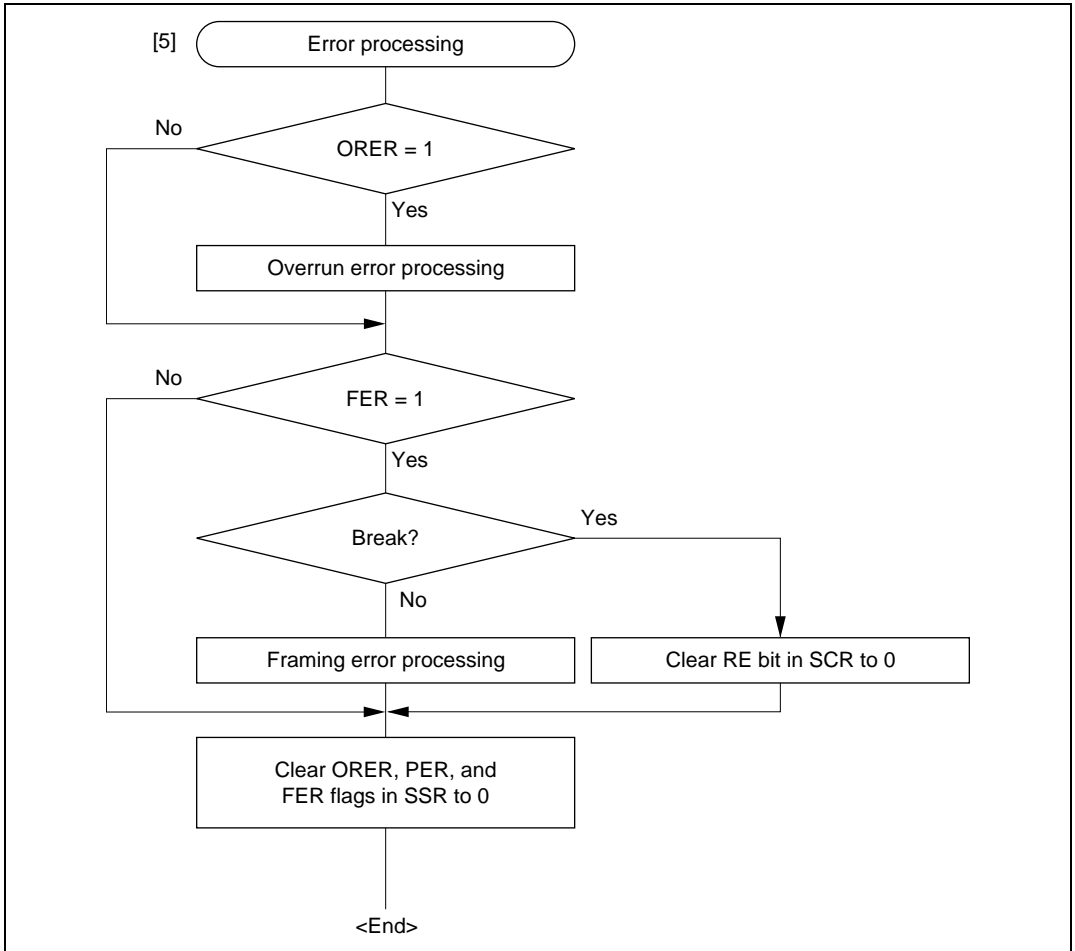 [5] Error processing
No
ORER = 1
Yes
Overrun error processing
No
FER = 1
Yes
Break?
Yes
No
Framing error processing
Clear RE bit in SCR to 0
Clear ORER, PER, and
FER flags in SSR to 0
<End>